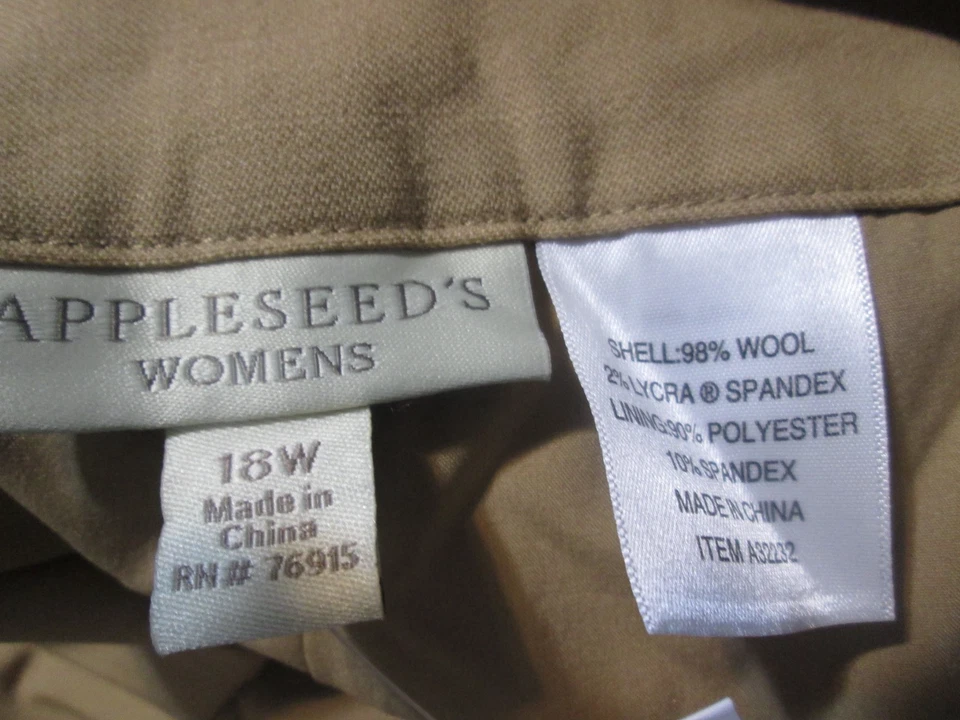 APPLESEED'S
WOMENS
18W
Made in
China
RN# 76915
SHELL:98% WOOL
2% LYCRA ® SPANDEX
LINING:90% POLYESTER
10% SPANDEX
MADE IN CHINA
ITEM A32232